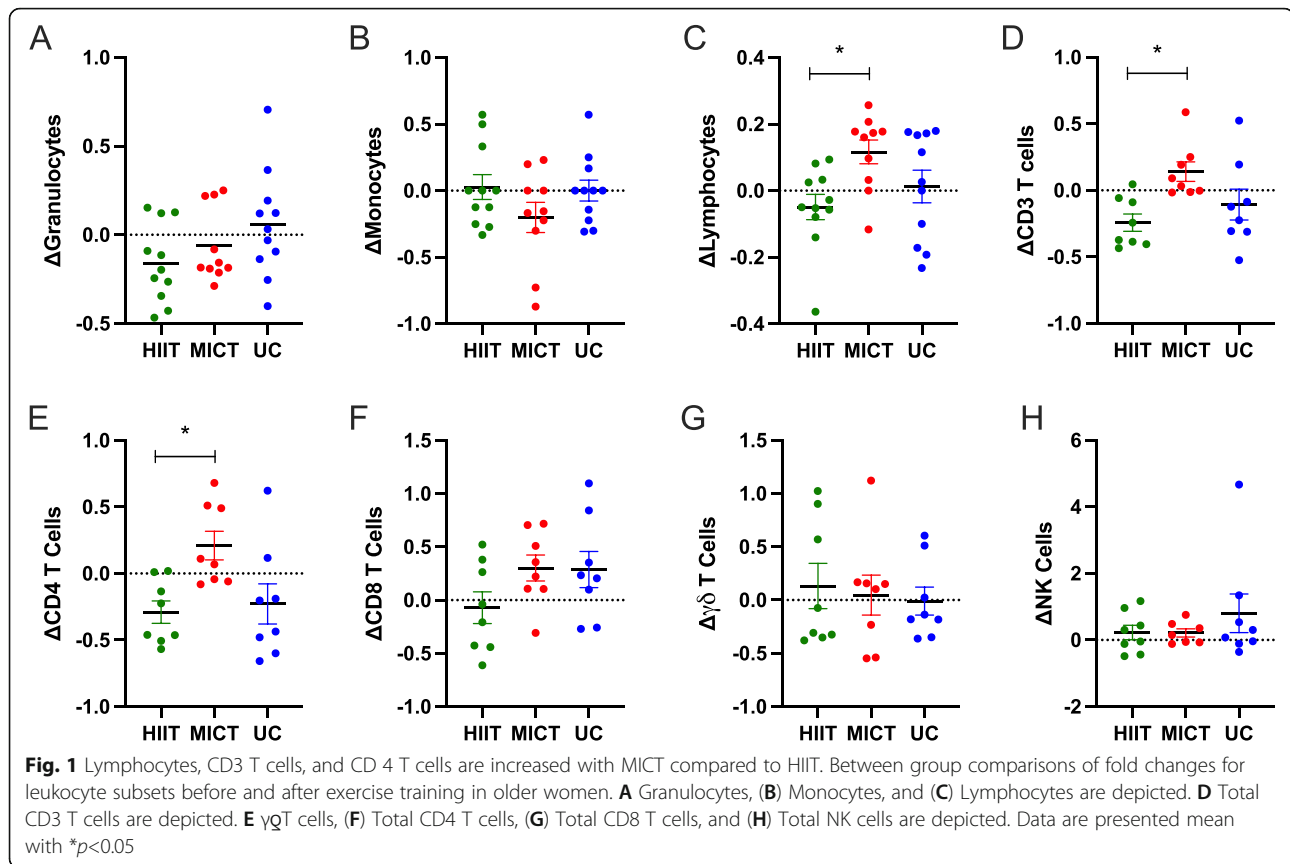 A
B
C
D
ΔGranulocytes
1.0
0.5
0.0
-0.5
HIIT MICT UC
ΔMonocytes
1.0
0.5
0.0
-0.5
-1.0
HIIT MICT UC
ΔLymphocytes
0.4
0.2
0.0
-0.2
-0.4
*
HIIT MICT UC
ΔCD3 T cells
1.0
0.5
0.0
-0.5
-1.0
*
HIIT MICT UC
E
F
G
H
ΔCD4 T Cells
1.0
0.5
0.0
-0.5
-1.0
*
HIIT MICT UC
ΔCD8 T Cells
1.5
1.0
0.5
0.0
-0.5
-1.0
HIIT MICT UC
Δγδ T Cells
1.5
1.0
0.5
0.0
-0.5
-1.0
HIIT MICT UC
ΔNK Cells
6
4
2
0
-2
HIIT MICT UC
Fig. 1 Lymphocytes, CD3 T cells, and CD 4 T cells are increased with MICT compared to HIIT. Between group comparisons of fold changes for
leukocyte subsets before and after exercise training in older women. A Granulocytes, (B) Monocytes, and (C) Lymphocytes are depicted. D Total
CD3 T cells are depicted. E γQT cells, (F) Total CD4 T cells, (G) Total CD8 T cells, and (H) Total NK cells are depicted. Data are presented mean
with *p<0.05